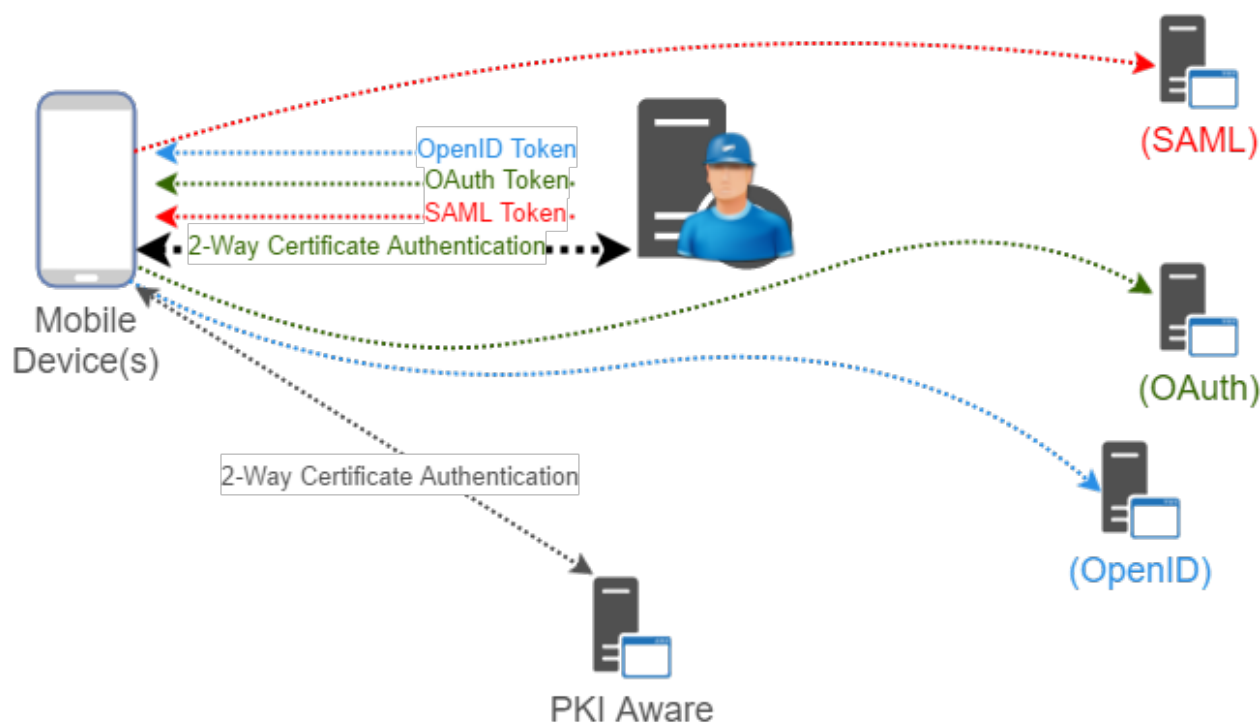 (SAML)
OpenID Token
OAuth Token
SAML Token
2-Way Certificate Authentication
Mobile
Device(s)
(OAuth)
2-Way Certificate Authentication
(OpenID)
PKI Aware